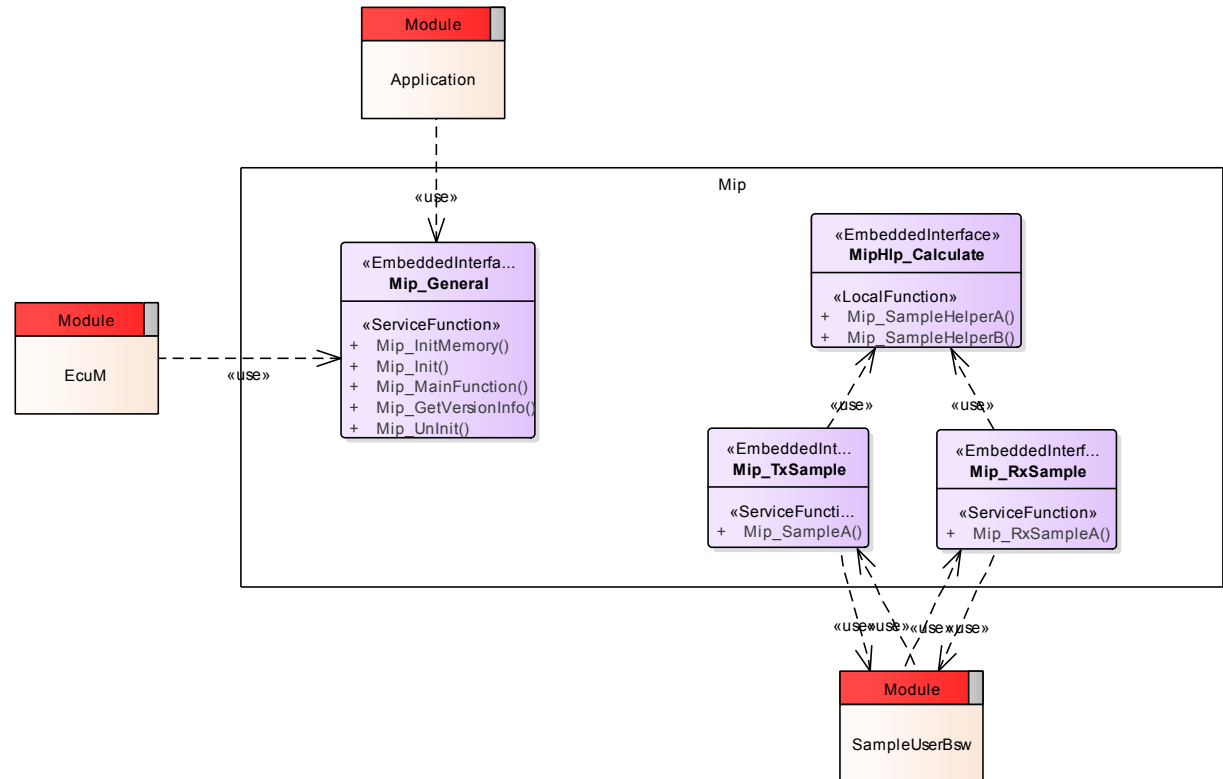 Module
Application
«use»
Mip
«EmbeddedInterfa...
Mip_General
«ServiceFunction»
+ Mip_InitMemory()
+ Mip_Init()
+ Mip_MainFunction()
+ Mip_GetVersionInfo()
+ Mip_UnInit()
«EmbeddedInterface»
MipHlp_Calculate
«LocalFunction»
+ Mip_SampleHelperA()
+ Mip_SampleHelperB()
Module
EcuM
«use»
«use»
«use»
«EmbeddedInt...
Mip_TxSample
«ServiceFuncti...
+ Mip_SampleA()
«EmbeddedInterf...
Mip_RxSample
«ServiceFunction»
+ Mip_RxSampleA()
«use»
«use»
«use»
«use»
Module
SampleUserBsw